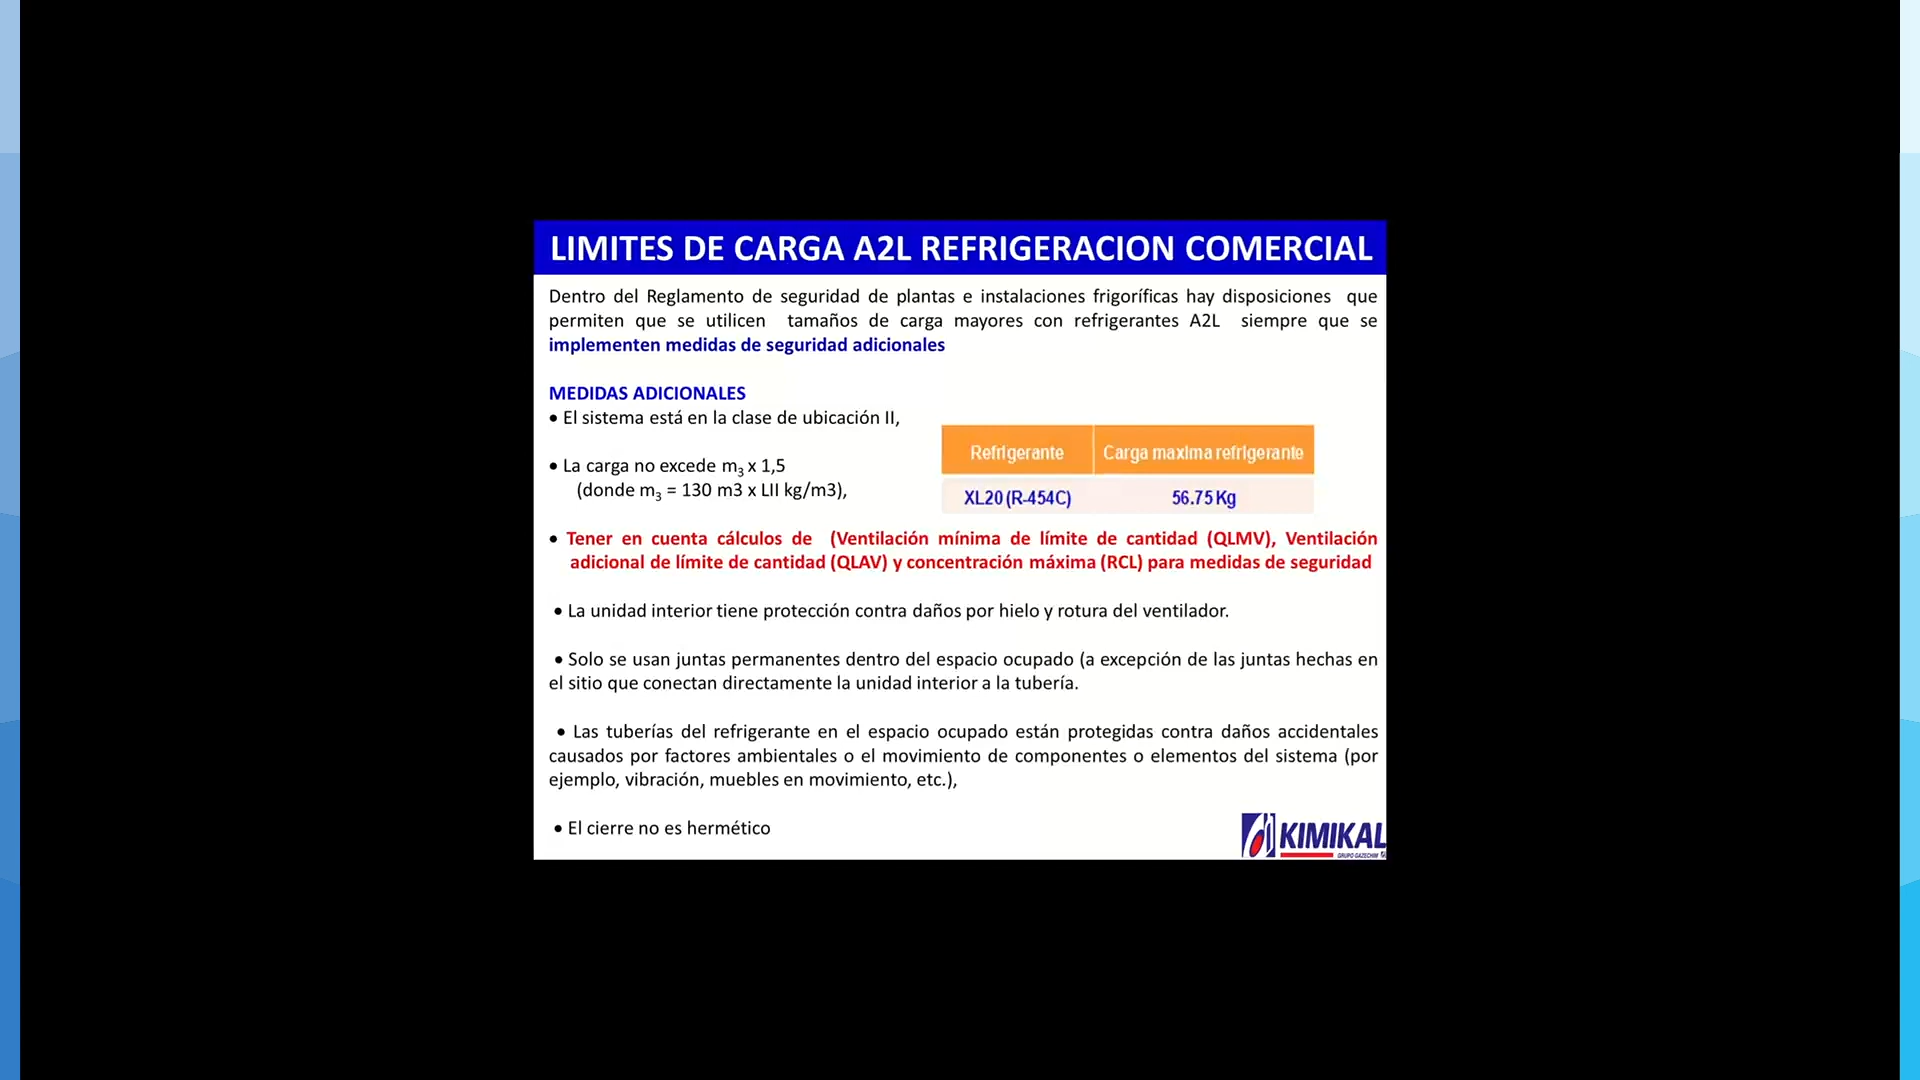 LIMITES DE CARGA A2L REFRIGERACION COMERCIAL
Dentro del Reglamento de seguridad de plantas e instalaciones frigoríficas hay disposiciones que
permiten que se utilicen tamaños de carga mayores con refrigerantes A2L siempre que se
implementen medidas de seguridad adicionales
MEDIDAS ADICIONALES
• El sistema está en la clase de ubicación II,
• La carga no excede m3 x 1,5
(donde m3 = 130 m3 x LII kg/m3),
Refrigerante Carga maxima refrigerante
XL20 (R-454C) 56.75 Kg
• Tener en cuenta cálculos de (Ventilación mínima de límite de cantidad (QLMV), Ventilación
adicional de límite de cantidad (QLAV) y concentración máxima (RCL) para medidas de seguridad
• La unidad interior tiene protección contra daños por hielo y rotura del ventilador.
• Solo se usan juntas permanentes dentro del espacio ocupado (a excepción de las juntas hechas en
el sitio que conectan directamente la unidad interior a la tubería.
• Las tuberías del refrigerante en el espacio ocupado están protegidas contra daños accidentales
causados por factores ambientales o el movimiento de componentes o elementos del sistema (por
ejemplo, vibración, muebles en movimiento, etc.),
• El cierre no es hermético
KIMIKAL
GRUPO GAZECHIM